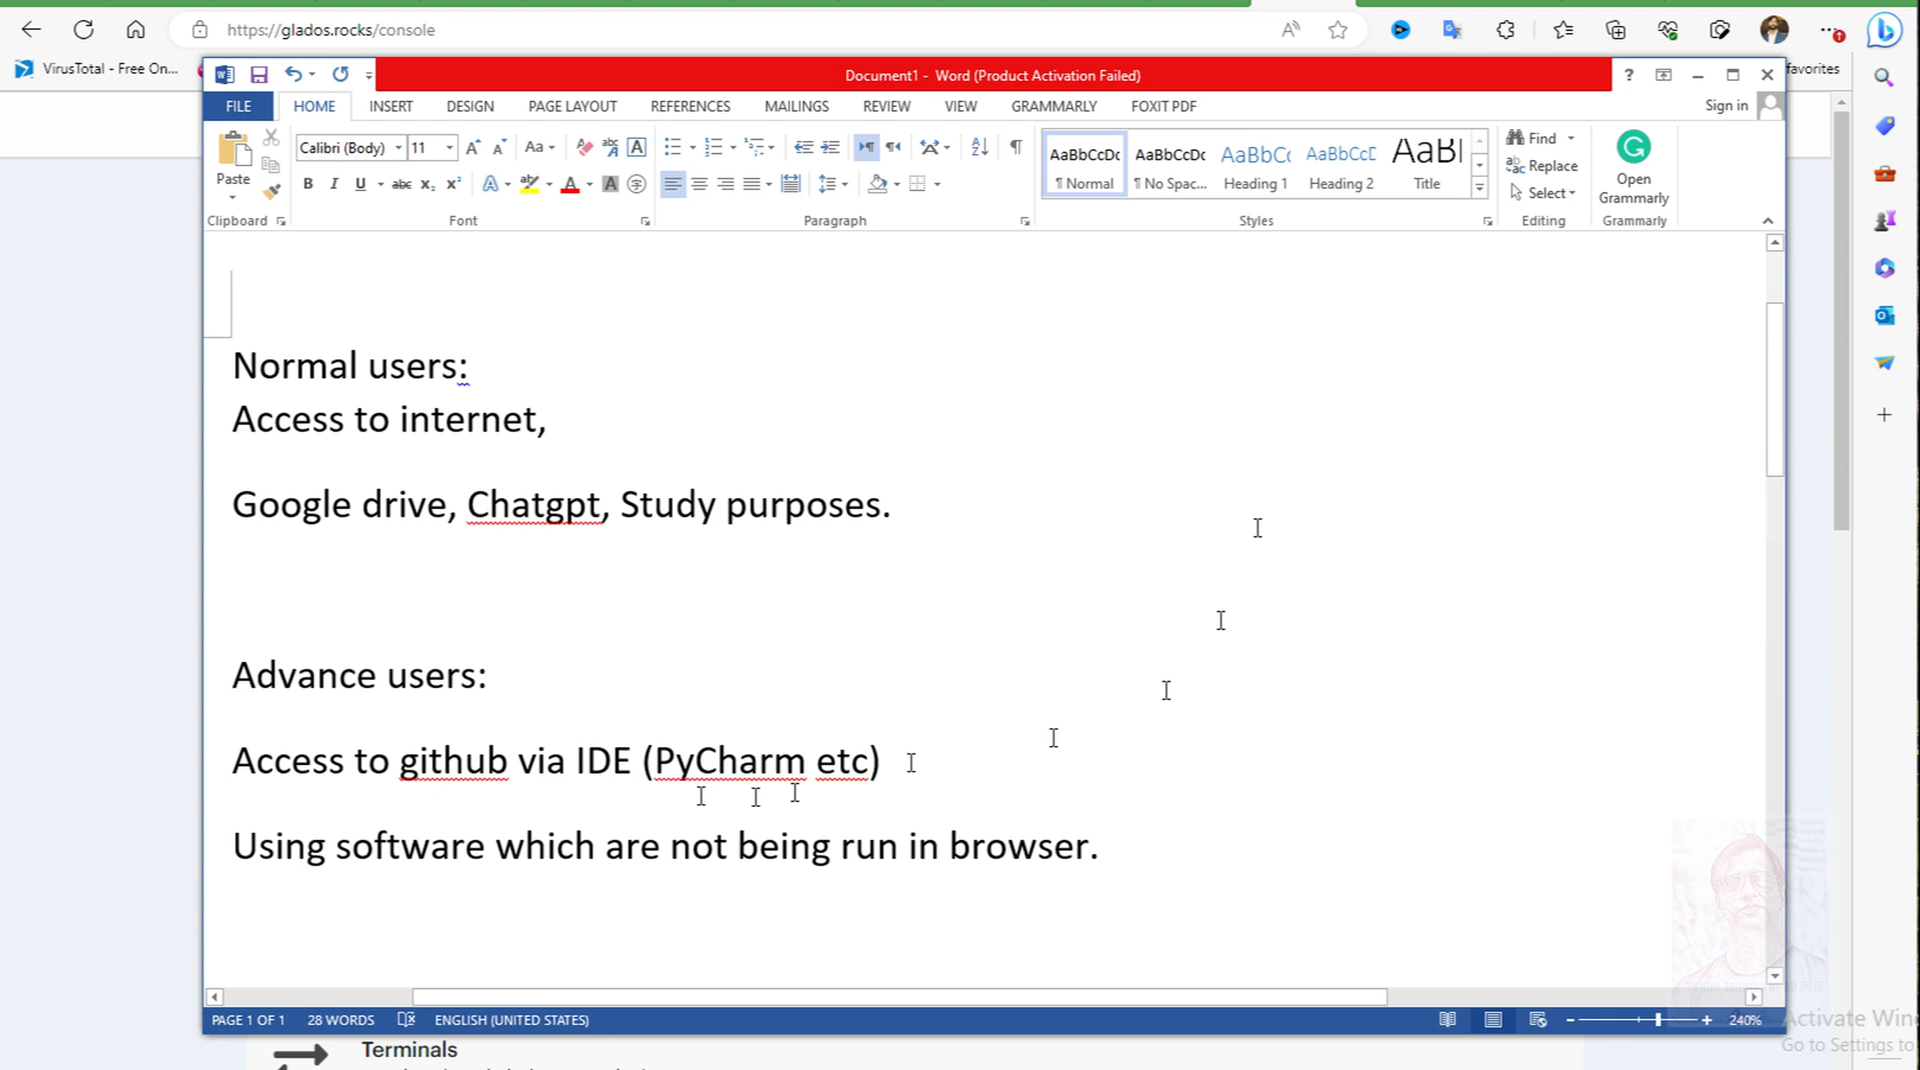 https://glados.rocks/console
VirusTotal - Free On...
favorites
Document1 - Word (Product Activation Failed)
FILE HOME INSERT DESIGN PAGE LAYOUT REFERENCES MAILINGS REVIEW VIEW GRAMMARLY FOXIT PDF Sign in
Calibri (Body) 11
Paste
AaBbCcDc AaBbCcDc AaBbCc AaBbCcD AaBl
¶ Normal ¶ No Spac... Heading 1 Heading 2 Title
Find
Replace
Select
Open
Grammarly
Clipboard Font Paragraph Styles Editing Grammarly
Normal users:
Access to internet,
Google drive, Chatgpt, Study purposes.
Advance users:
Access to github via IDE (PyCharm etc)
Using software which are not being run in browser.
PAGE 1 OF 1 28 WORDS ENGLISH (UNITED STATES) 240%
Activate Win
Go to Settings to
Terminals